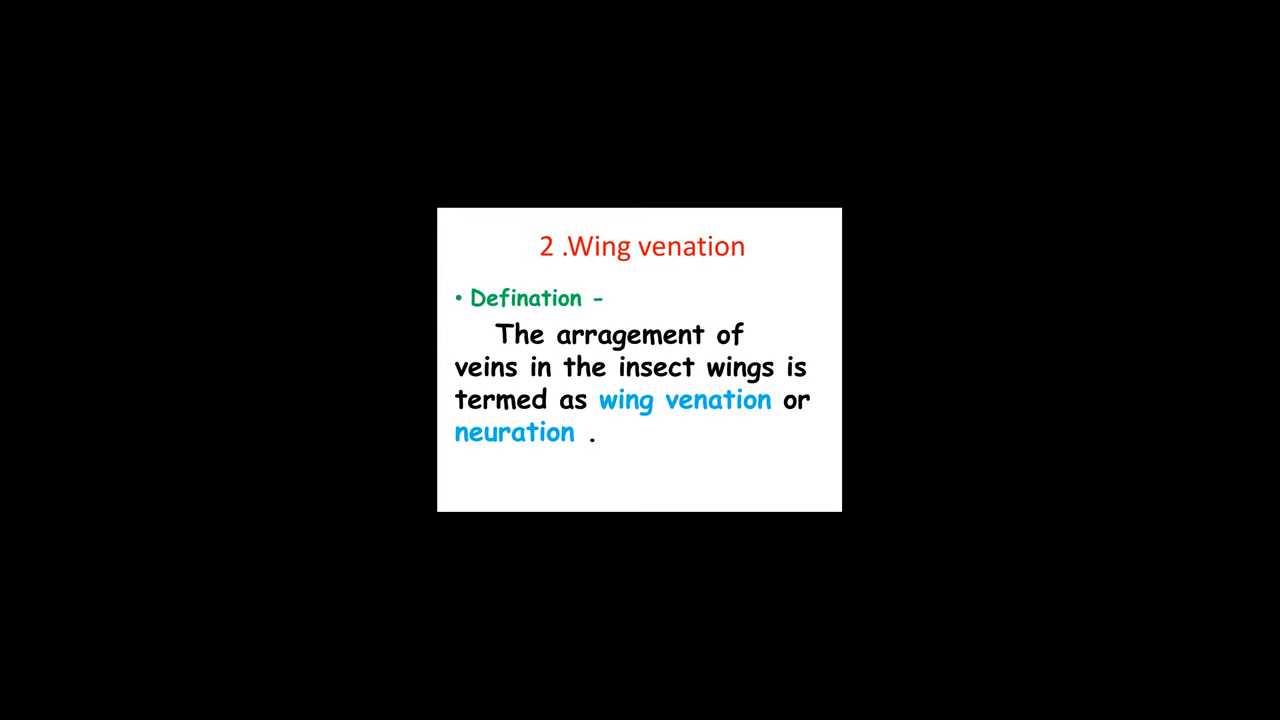 2 .Wing venation
• Defination -
The arragement of
veins in the insect wings is
termed as wing venation or
neuration .